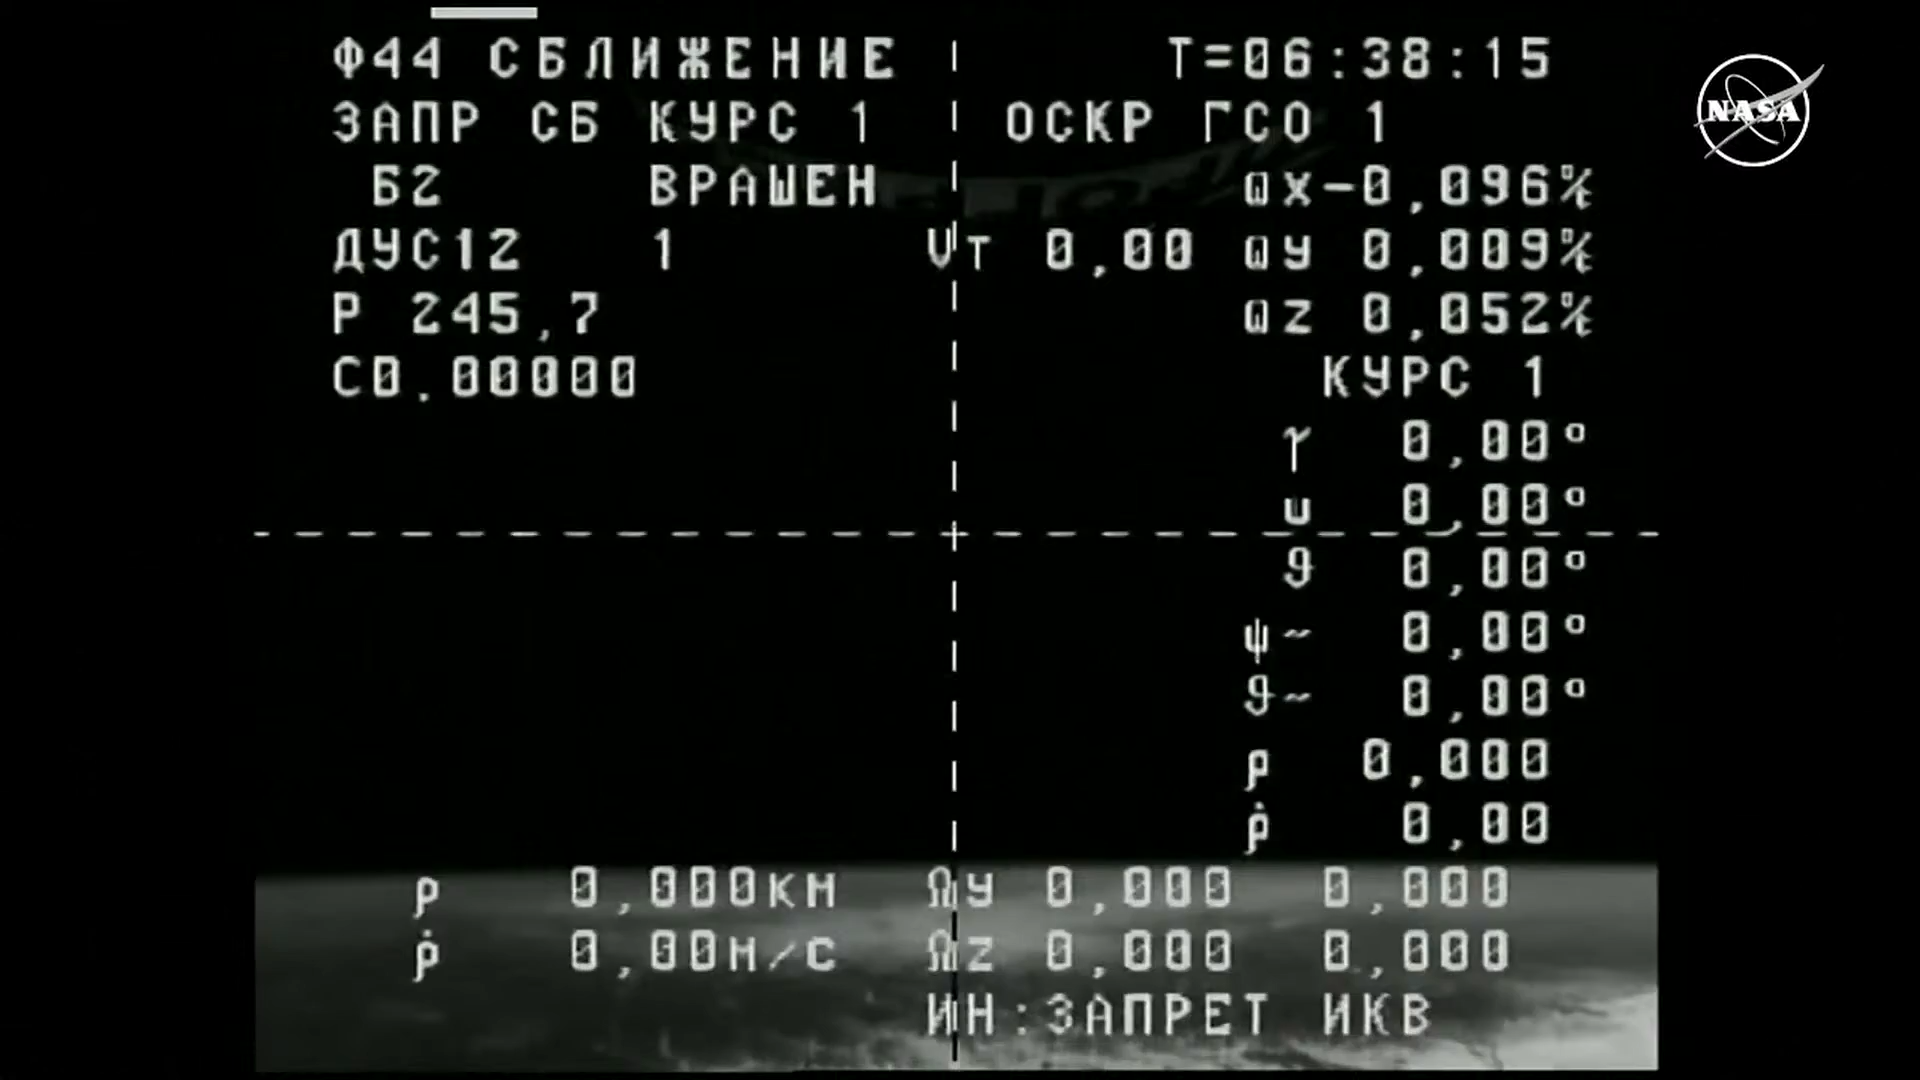 Ф44 СБЛИЖЕНИЕ T=06:38:15
NASA
ЗАПР СБ КУРС 1 ОСКР ГСО 1
Б2 ВРАШЕН ωX-0,096°/c
ДУС12 1 VT 0,00 ωY 0,009°/c
Р 245,7 ωZ 0,052°/c
С0.00000 КУРС 1
γ 0,00°
ш 0,00°
ϑ 0,00°
ψ~ 0,00°
ϑ~ 0,00°
ρ 0,000
ρ̇ 0,00
ρ 0,000КМ ΩY 0,000 0,000
ρ̇ 0,00М/С ΩZ 0,000 0,000
ИН:ЗАПРЕТ ИКВ